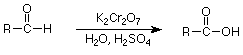 O
R H
K2Cr2O7
H2O, H2SO4
O
R OH